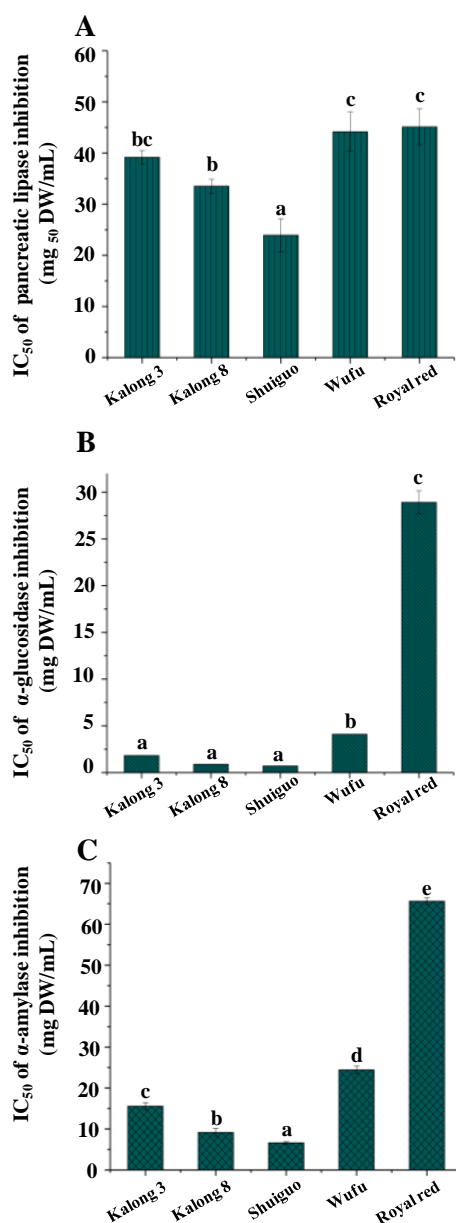 A
IC50 of pancreatic lipase inhibition
(mg 50 DW/mL)
60
50
40
30
20
10
0
bc
b
a
c
c
Kalong 3
Kalong 8
Shuiguo
Wufu
Royal red
B
IC50 of α-glucosidase inhibition
(mg DW/mL)
30
25
20
15
10
5
0
a
a
a
b
c
Kalong 3
Kalong 8
Shuiguo
Wufu
Royal red
C
IC50 of α-amylase inhibition
(mg DW/mL)
70
60
50
40
30
20
10
0
c
b
a
d
e
Kalong 3
Kalong 8
Shuiguo
Wufu
Royal red